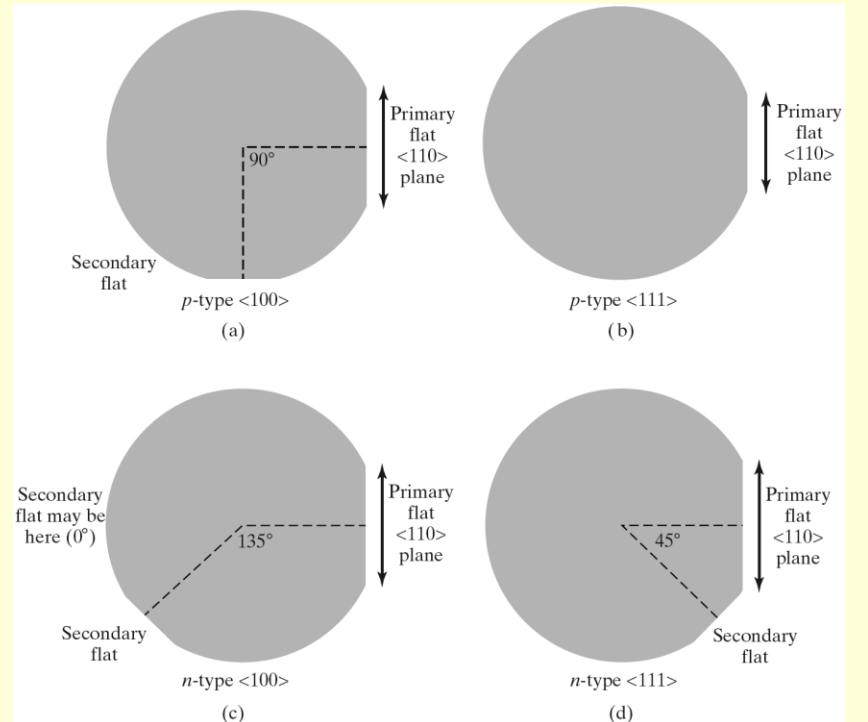 90°
Primary
flat
<110>
plane
Secondary
flat
p-type <100>
(a)
Primary
flat
<110>
plane
p-type <111>
(b)
Secondary
flat may be
here (0°)
135°
Primary
flat
<110>
plane
Secondary
flat
n-type <100>
(c)
45°
Primary
flat
<110>
plane
Secondary
flat
n-type <111>
(d)